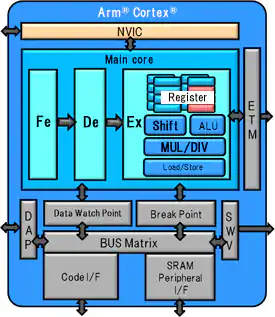 Arm® Cortex®
NVIC
Main core
Fe
De
Ex
Register
Shift
ALU
MUL/DIV
Load/Store
ETM
Data Watch Point
Break Point
DAP
BUS Matrix
SWV
Code I/F
SRAM
Peripheral
I/F